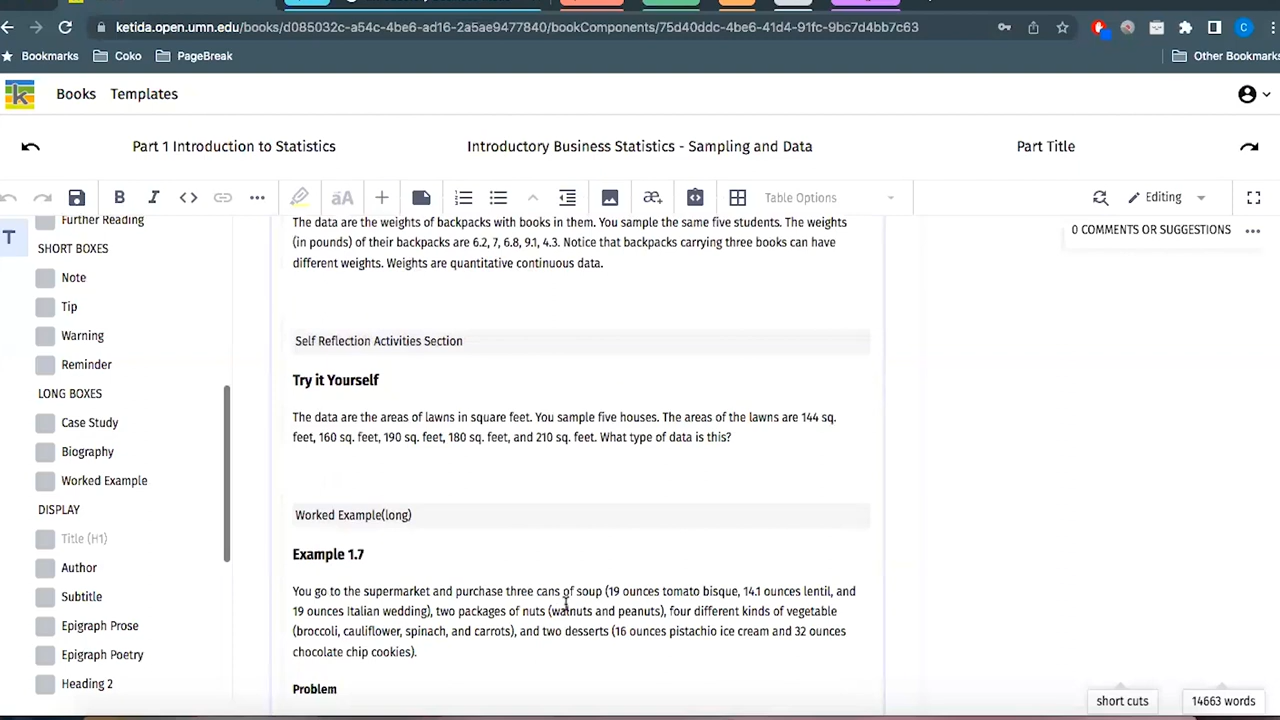 ketida.open.umn.edu/books/d085032c-a54c-4be6-ad16-2a5ae9477840/bookComponents/75d40ddc-4be6-41d4-91fc-9bc7d4bb7c63
C
Bookmarks Coko PageBreak Other Bookmarks
k Books Templates
Part 1 Introduction to Statistics Introductory Business Statistics - Sampling and Data Part Title
B I <> ... aA + æ+ Table Options Editing
T
Further Reading
SHORT BOXES
Note
Tip
Warning
Reminder
LONG BOXES
Case Study
Biography
Worked Example
DISPLAY
Title (H1)
Author
Subtitle
Epigraph Prose
Epigraph Poetry
Heading 2
The data are the weights of backpacks with books in them. You sample the same five students. The weights
(in pounds) of their backpacks are 6.2, 7, 6.8, 9.1, 4.3. Notice that backpacks carrying three books can have
different weights. Weights are quantitative continuous data.
Self Reflection Activities Section
Try it Yourself
The data are the areas of lawns in square feet. You sample five houses. The areas of the lawns are 144 sq.
feet, 160 sq. feet, 190 sq. feet, 180 sq. feet, and 210 sq. feet. What type of data is this?
Worked Example(long)
Example 1.7
You go to the supermarket and purchase three cans of soup (19 ounces tomato bisque, 14.1 ounces lentil, and
19 ounces Italian wedding), two packages of nuts (walnuts and peanuts), four different kinds of vegetable
(broccoli, cauliflower, spinach, and carrots), and two desserts (16 ounces pistachio ice cream and 32 ounces
chocolate chip cookies).
Problem
0 COMMENTS OR SUGGESTIONS ...
short cuts 14663 words